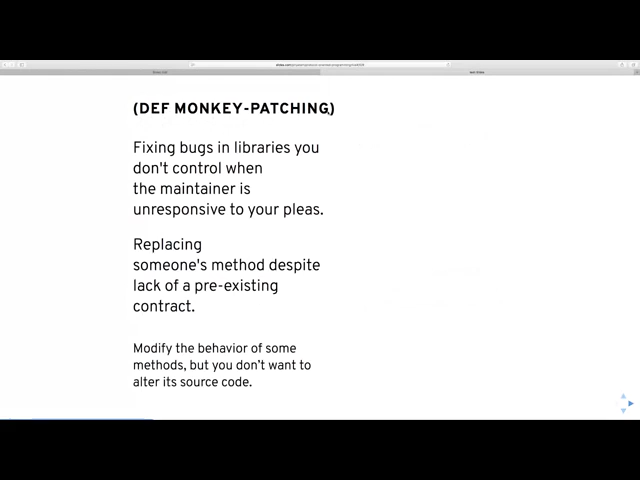 (DEF MONKEY-PATCHING)
Fixing bugs in libraries you
don't control when
the maintainer is
unresponsive to your pleas.
Replacing
someone's method despite
lack of a pre-existing
contract.
Modify the behavior of some
methods, but you don't want to
alter its source code.